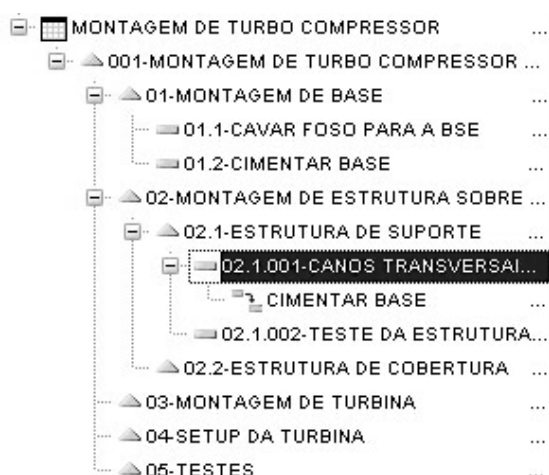 MONTAGEM DE TURBO COMPRESSOR ...
001-MONTAGEM DE TURBO COMPRESSOR ...
01-MONTAGEM DE BASE ...
01.1-CAVAR FOSO PARA A BSE ...
01.2-CIMENTAR BASE ...
02-MONTAGEM DE ESTRUTURA SOBRE ...
02.1-ESTRUTURA DE SUPORTE ...
02.1.001-CANOS TRANSVERSAI...
CIMENTAR BASE ...
02.1.002-TESTE DA ESTRUTURA...
02.2-ESTRUTURA DE COBERTURA ...
03-MONTAGEM DE TURBINA ...
04-SETUP DA TURBINA ...
05-TESTES ...